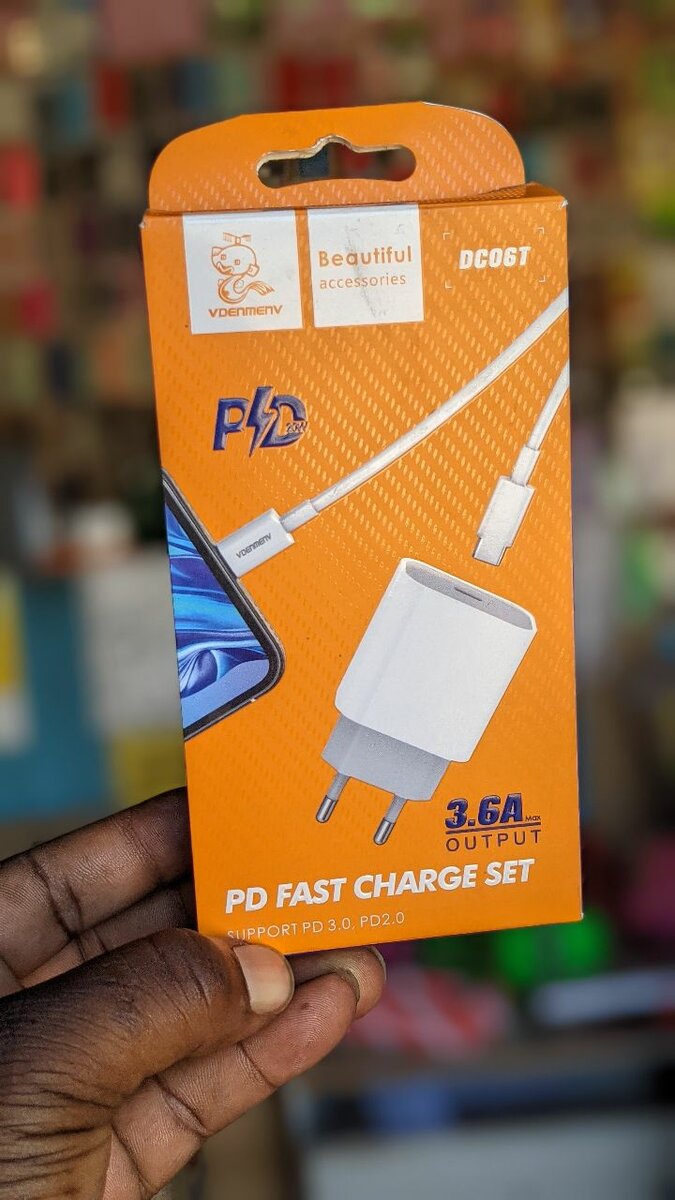 VDENMENV
Beautiful
accessories
DC06T
PD
VDENMENV
3.6A Max
OUTPUT
PD FAST CHARGE SET
SUPPORT PD 3.0, PD2.0